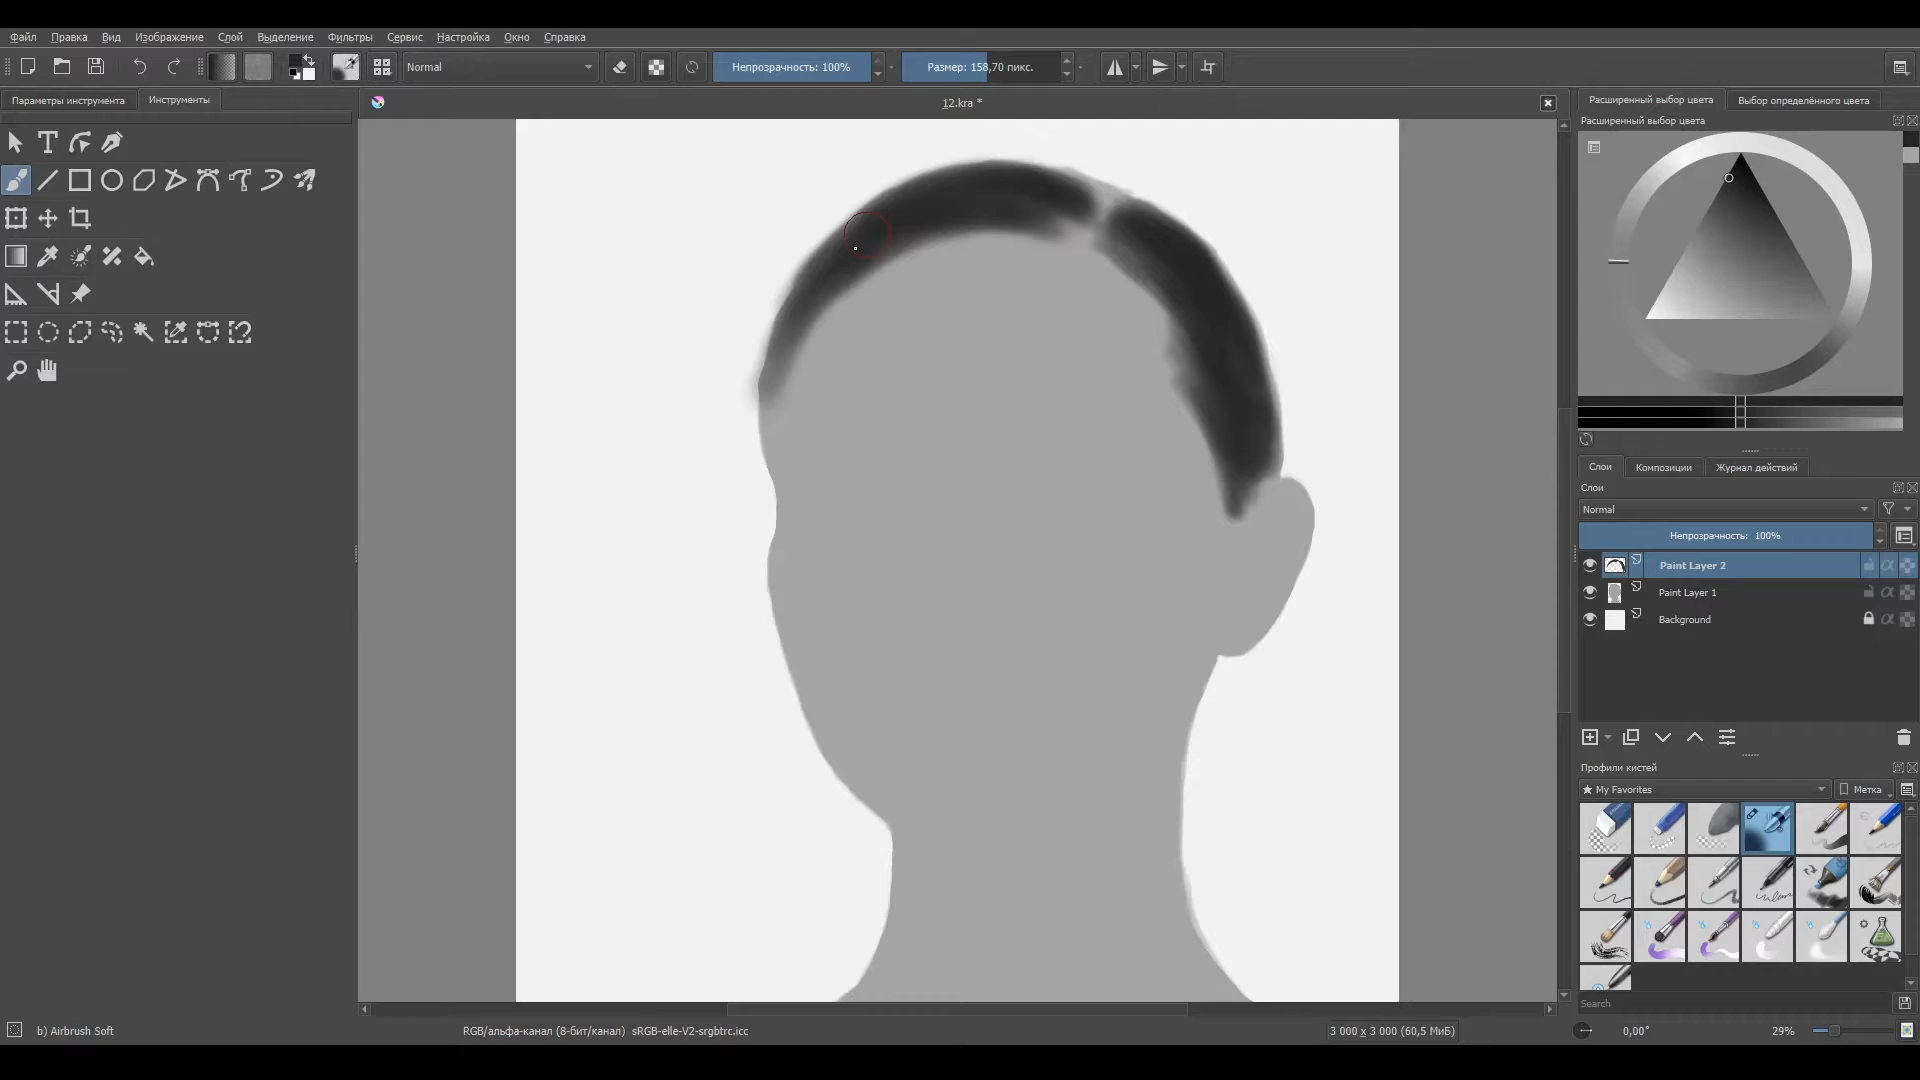 Файл Правка Вид Изображение Слой Выделение Фильтры Сервис Настройка Окно Справка
Normal Непрозрачность: 100% Размер: 158,70 пикс.
Параметры инструмента Инструменты
12.kra *
Расширенный выбор цвета Выбор определённого цвета
Расширенный выбор цвета
Слои Композиции Журнал действий
Слои
Normal
Непрозрачность: 100%
Paint Layer 2
Paint Layer 1
Background
Профили кистей
★ My Favorites Метка
Search
b) Airbrush Soft RGB/альфа-канал (8-бит/канал) sRGB-elle-V2-srgbtrc.icc 3 000 x 3 000 (60,5 МиБ) 0,00° 29%